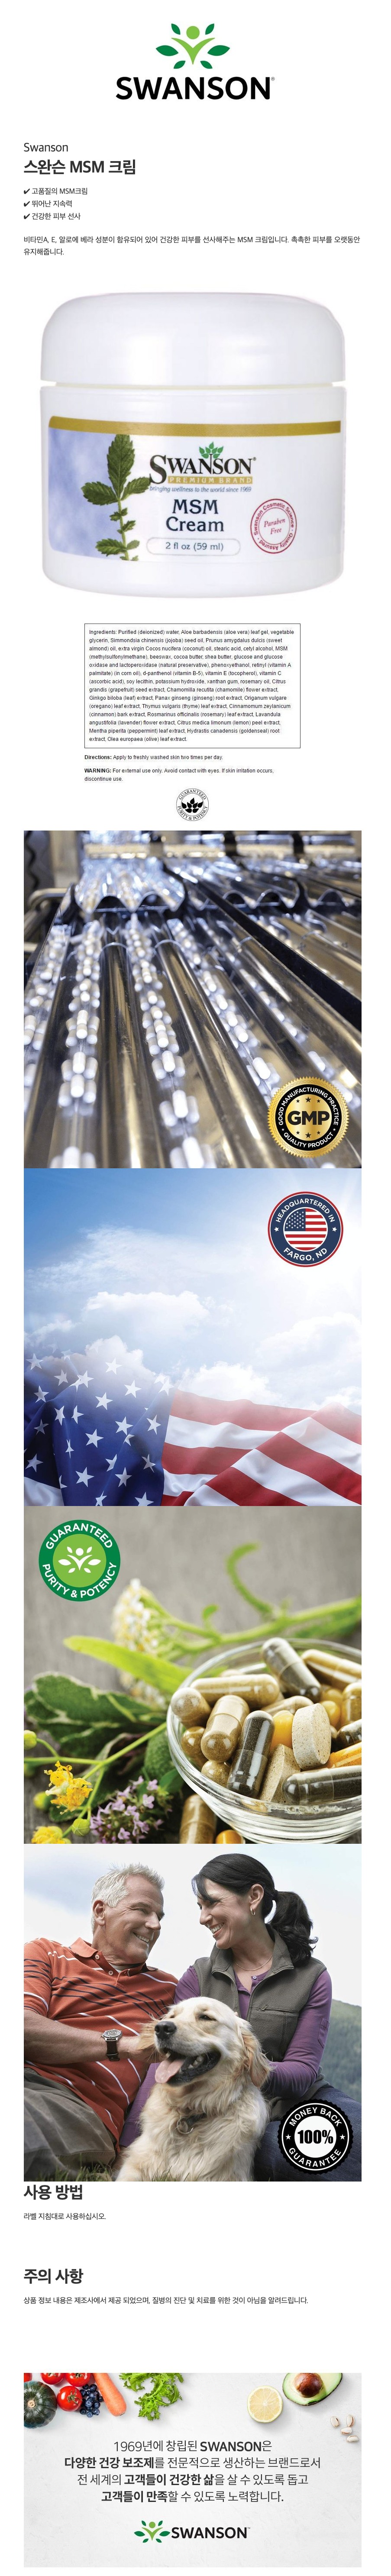 SWANSON®
Swanson
스완슨 MSM 크림
✔ 고품질의 MSM크림
✔ 뛰어난 지속력
✔ 건강한 피부 선사
비타민A, E, 알로에 베라 성분이 함유되어 있어 건강한 피부를 선사해주는 MSM 크림입니다. 촉촉한 피부를 오랫동안
유지해줍니다.
SWANSON®
PREMIUM BRAND
bringing wellness to the world since 1969
MSM
Cream
2 fl oz (59 ml)
Paraben
Free
Ingredients: Purified (deionized) water, Aloe barbadensis (aloe vera) leaf gel, vegetable
glycerin, Simmondsia chinensis (jojoba) seed oil, Prunus amygdalus dulcis (sweet
almond) oil, extra virgin Cocos nucifera (coconut) oil, stearic acid, cetyl alcohol, MSM
(methylsulfonylmethane), beeswax, cocoa butter, shea butter, glucose and glucose
oxidase and lactoperoxidase (natural preservative), phenoxyethanol, retinyl (vitamin A
palmitate) (in corn oil), d-panthenol (vitamin B-5), vitamin E (tocopherol), vitamin C
(ascorbic acid), soy lecithin, potassium hydroxide, xanthan gum, rosemary oil, Citrus
grandis (grapefruit) seed extract, Chamomilla recutita (chamomile) flower extract,
Ginkgo biloba (leaf) extract, Panax ginseng (ginseng) root extract, Origanum vulgare
(oregano) leaf extract, Thymus vulgaris (thyme) leaf extract, Cinnamomum zeylanicum
(cinnamon) bark extract, Rosmarinus officinalis (rosemary) leaf extract, Lavandula
angustifolia (lavender) flower extract, Citrus medica limonum (lemon) peel extract,
Mentha piperita (peppermint) leaf extract, Hydrastis canadensis (goldenseal) root
extract, Olea europaea (olive) leaf extract.
Directions: Apply to freshly washed skin two times per day.
WARNING: For external use only. Avoid contact with eyes. If skin irritation occurs,
discontinue use.
GUARANTEED
PURITY & POTENCY
GOOD MANUFACTURING PRACTICE
GMP
QUALITY PRODUCT
HEADQUARTERED IN
FARGO, ND
GUARANTEED
PURITY & POTENCY
MONEY BACK
100%
GUARANTEE
사용 방법
라벨 지침대로 사용하십시오.
주의 사항
상품 정보 내용은 제조사에서 제공 되었으며, 질병의 진단 및 치료를 위한 것이 아님을 알려드립니다.
1969년에 창립된 SWANSON은
다양한 건강 보조제를 전문적으로 생산하는 브랜드로서
전 세계의 고객들이 건강한 삶을 살 수 있도록 돕고
고객들이 만족할 수 있도록 노력합니다.
SWANSON